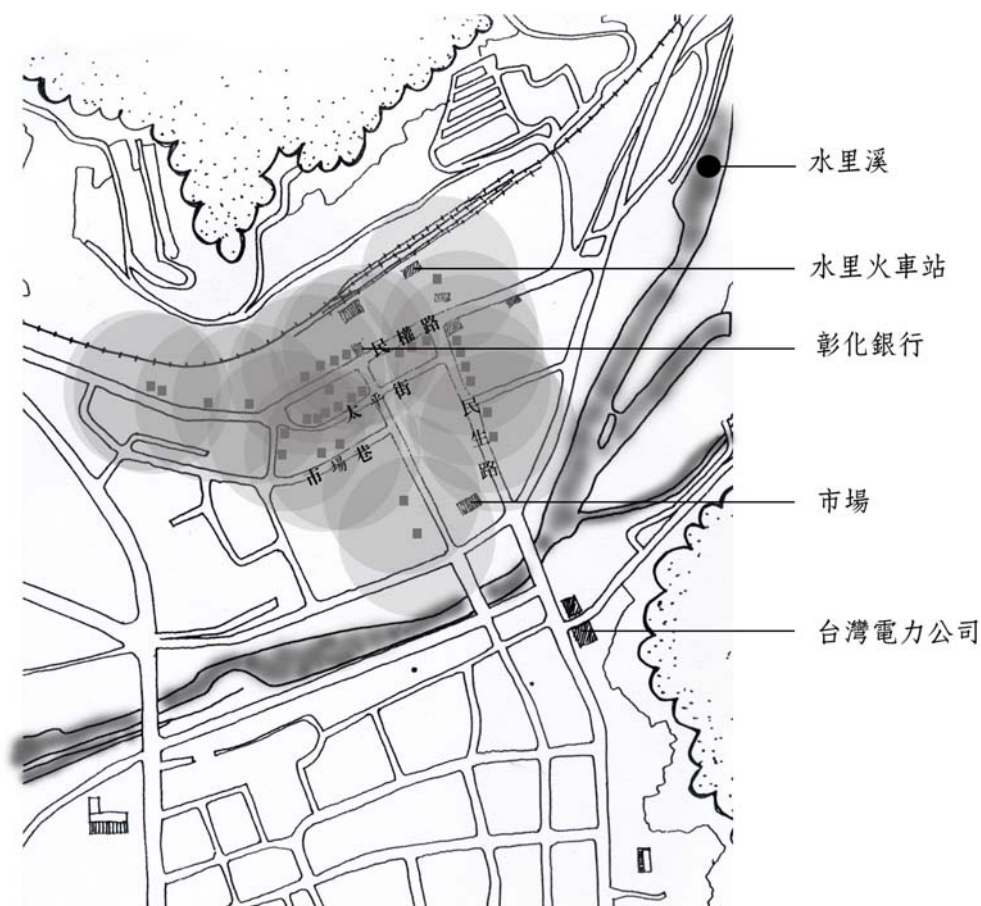 水里溪
水里火車站
彰化銀行
市場
台灣電力公司
民權路
太平街
市場巷
民生路